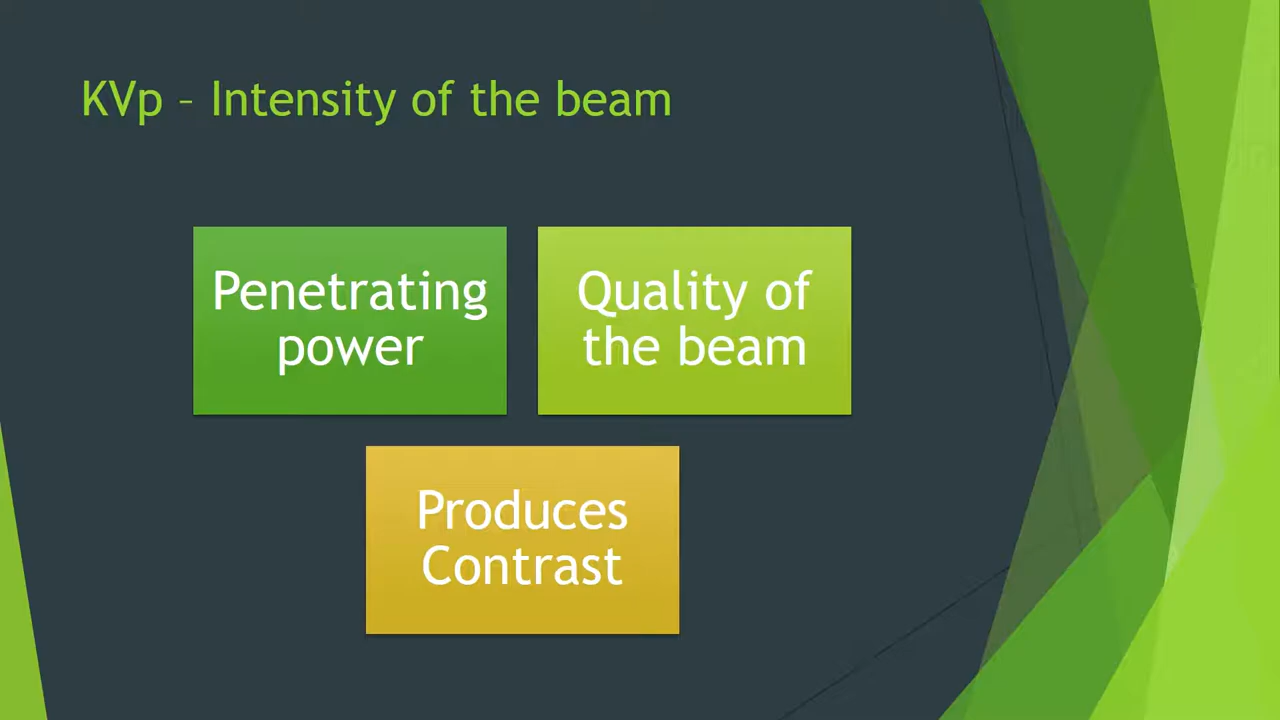 KVp – Intensity of the beam
Penetrating
power
Quality of
the beam
Produces
Contrast